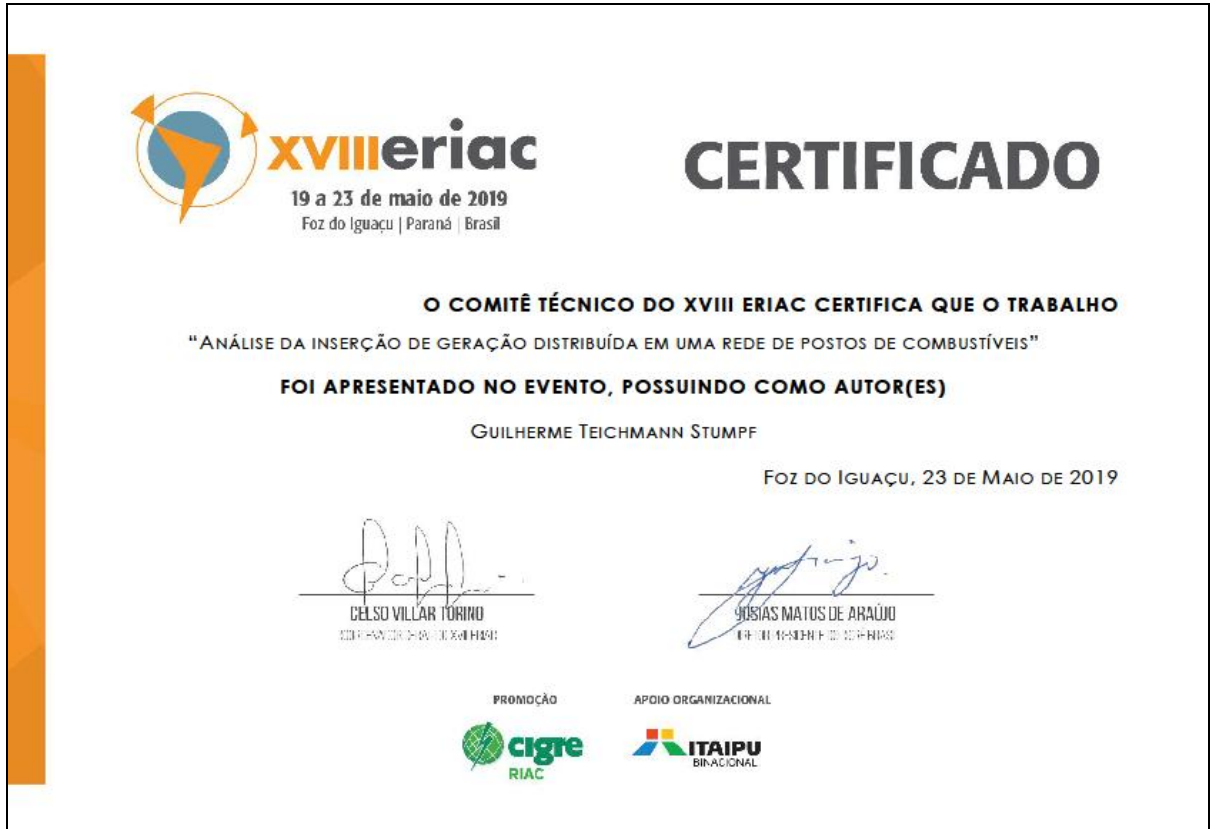 XVIIIeriac
19 a 23 de maio de 2019
Foz do Iguaçu | Paraná | Brasil
CERTIFICADO
O COMITÊ TÉCNICO DO XVIII ERIAC CERTIFICA QUE O TRABALHO
“ANÁLISE DA INSERÇÃO DE GERAÇÃO DISTRIBUÍDA EM UMA REDE DE POSTOS DE COMBUSTÍVEIS”
FOI APRESENTADO NO EVENTO, POSSUINDO COMO AUTOR(ES)
GUILHERME TEICHMANN STUMPF
FOZ DO IGUAÇU, 23 DE MAIO DE 2019
CELSO VILLAR TORINO
JOSIAS MATOS DE ARAÚJO
PROMOÇÃO
APOIO ORGANIZACIONAL
cigre
RIAC
ITAIPU
BINACIONAL